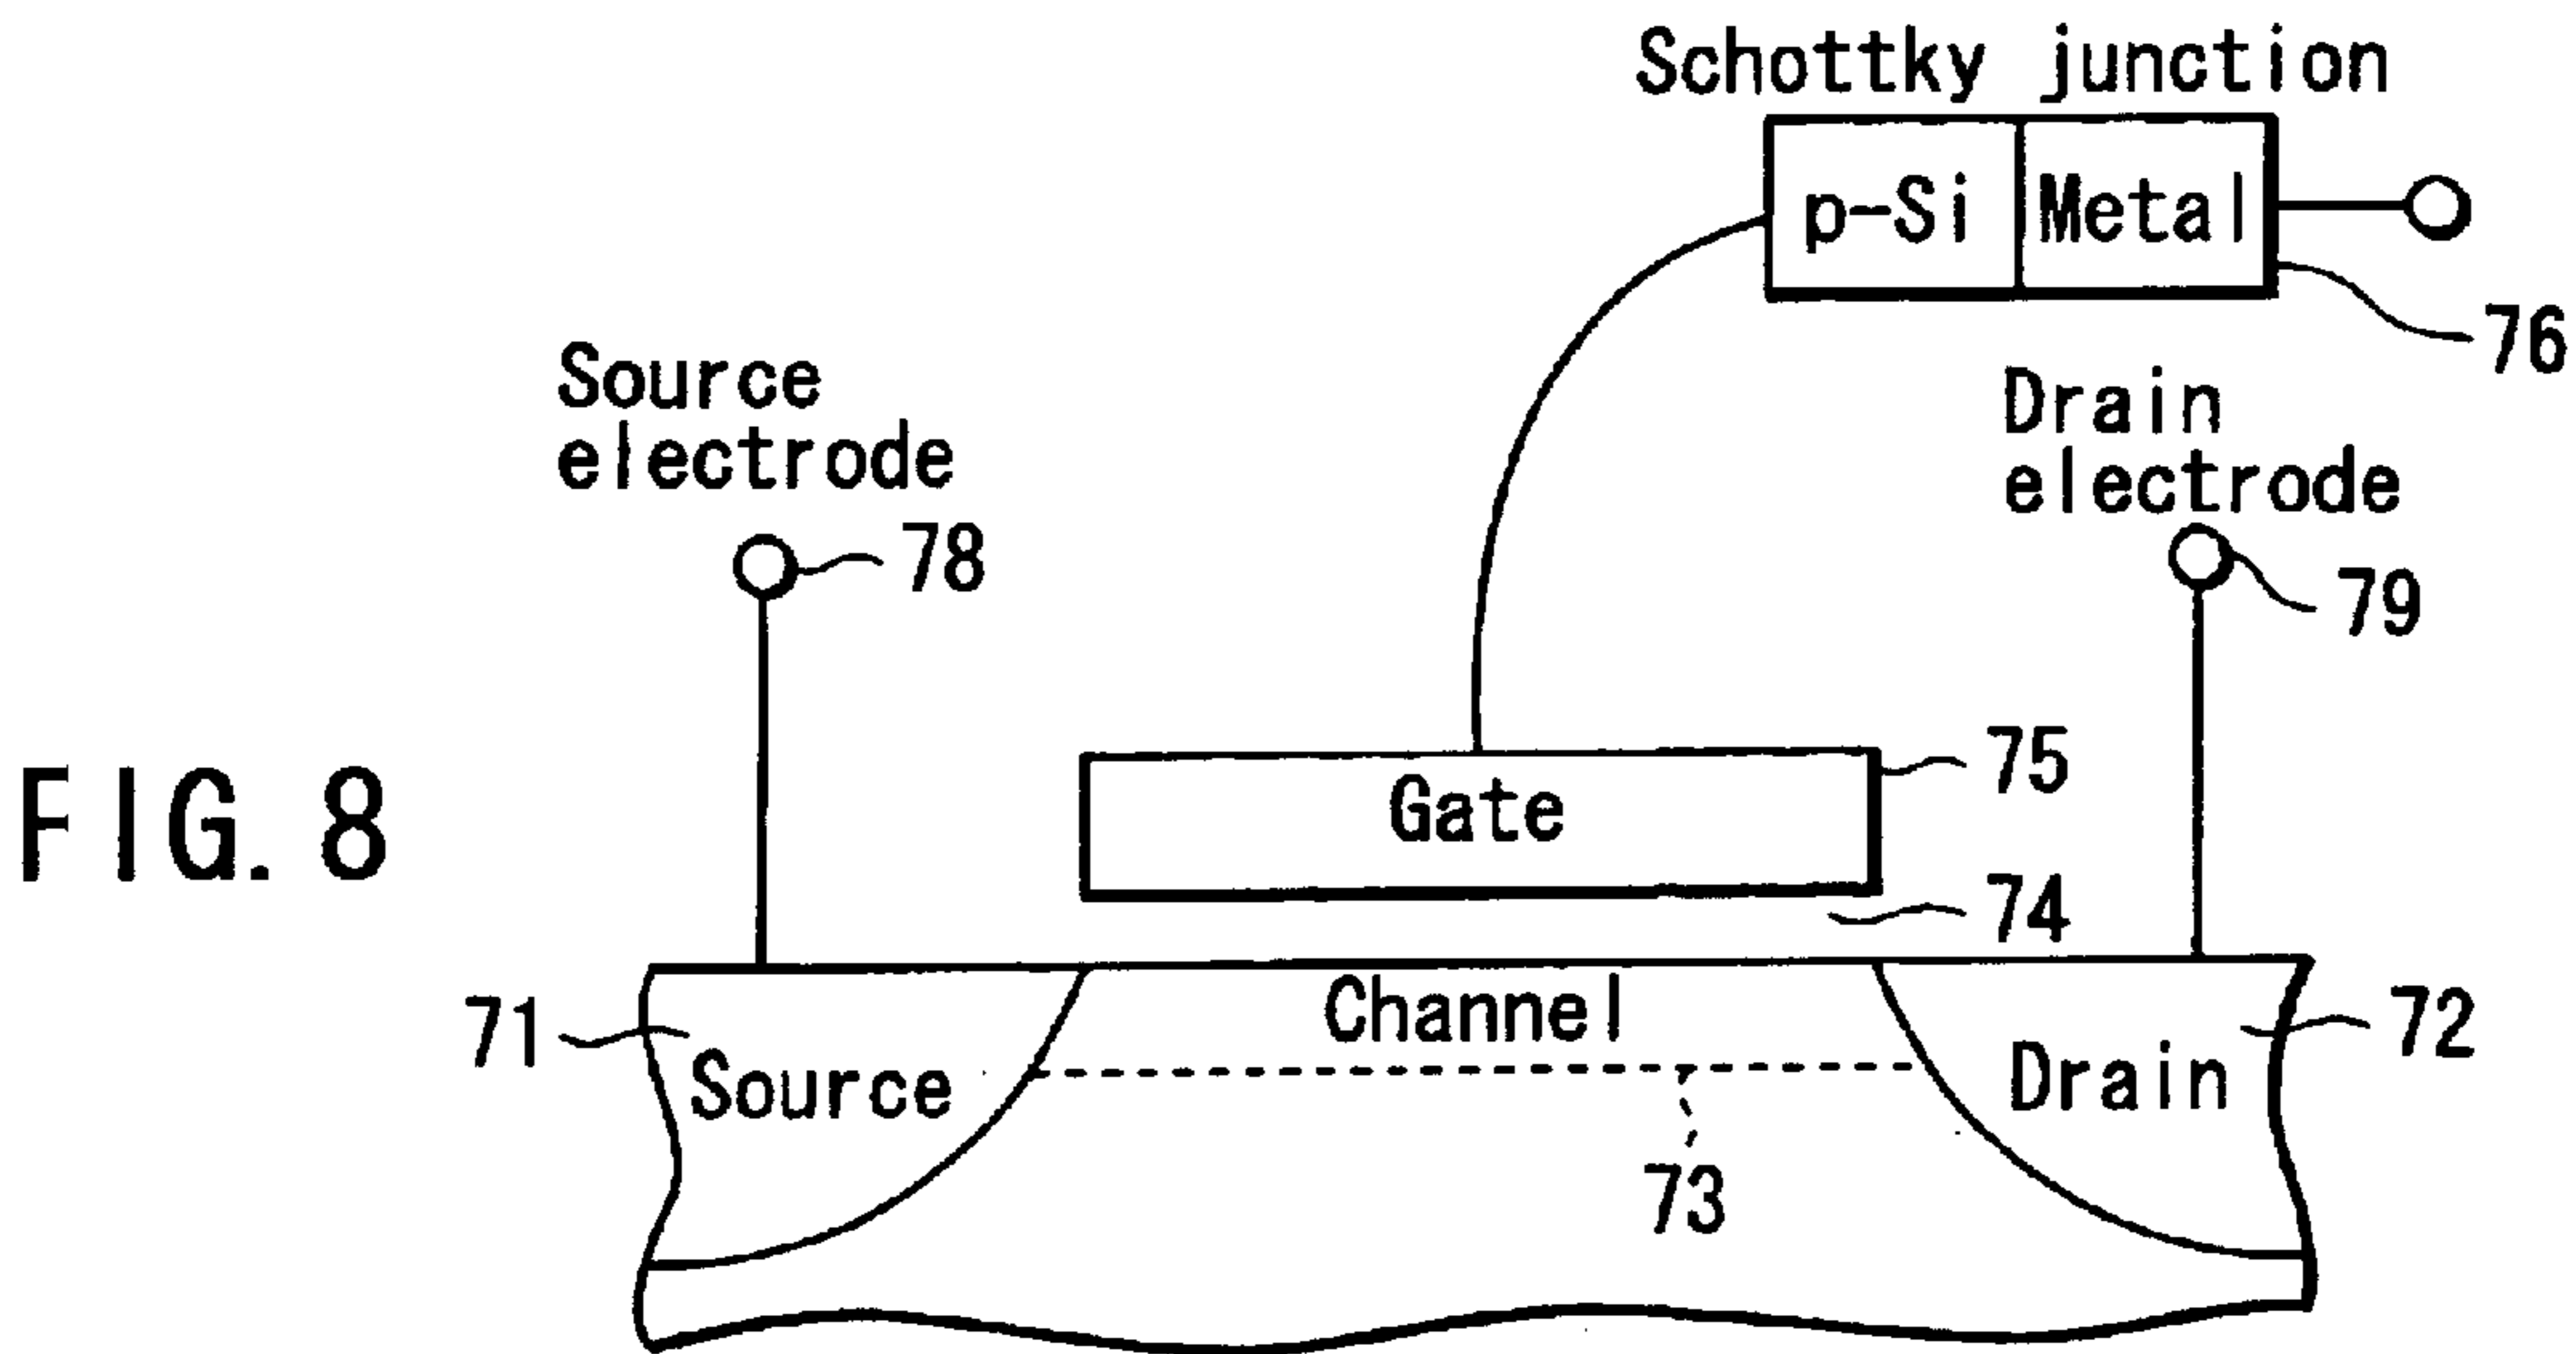 Schottky junction
p-Si
Metal
76
Source
electrode
Drain
electrode
78
79
FIG. 8
Gate
75
74
71
Channel
72
Source
Drain
73